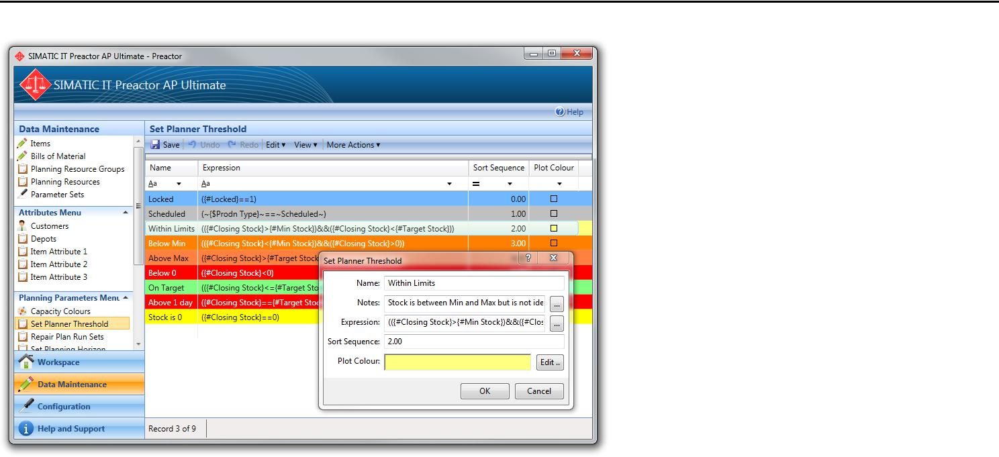 SIMATIC IT Preactor AP Ultimate - Preactor
SIMATIC IT Preactor AP Ultimate
Help
Data Maintenance
Items
Bills of Material
Planning Resource Groups
Planning Resources
Parameter Sets
Attributes Menu
Customers
Depots
Item Attribute 1
Item Attribute 2
Item Attribute 3
Planning Parameters Menu
Capacity Colours
Set Planner Threshold
Repair Plan Run Sets
Set Planning Horizon
Workspace
Data Maintenance
Configuration
Help and Support
Set Planner Threshold
Save Undo Redo Edit View More Actions
Name Expression Sort Sequence Plot Colour
Aa Aa =
Locked ({#Locked}==1) 0.00
Scheduled (~{$Prodn Type}~==~Scheduled~) 1.00
Within Limits (({#Closing Stock}>{#Min Stock})&&({#Closing Stock}<{#Target Stock})) 2.00
Below Min (({#Closing Stock}<{#Min Stock})&&({#Closing Stock}>0)) 3.00
Above Max ({#Closing Stock}>{#Target Stock
Below 0 ({#Closing Stock}<0)
On Target (({#Closing Stock}<={#Target Sto
Above 1 day ({#Closing Stock}=={#Target Stoc
Stock is 0 ({#Closing Stock}==0)
Record 3 of 9
Set Planner Threshold ?
Name: Within Limits
Notes: Stock is between Min and Max but is not ide ...
Expression: (({#Closing Stock}>{#Min Stock})&&({#Clos ...
Sort Sequence: 2.00
Plot Colour: Edit ..
OK Cancel